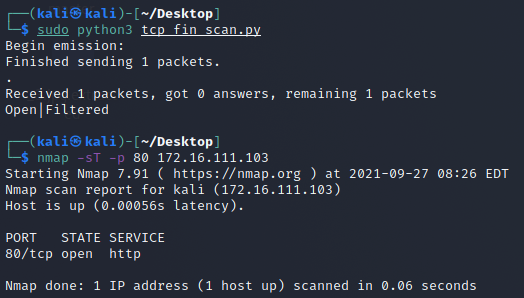 ┌──(kali㉿kali)-[~/Desktop]
└─$ sudo python3 tcp_fin_scan.py
Begin emission:
Finished sending 1 packets.
.
Received 1 packets, got 0 answers, remaining 1 packets
Open|Filtered
┌──(kali㉿kali)-[~/Desktop]
└─$ nmap -sT -p 80 172.16.111.103
Starting Nmap 7.91 ( https://nmap.org ) at 2021-09-27 08:26 EDT
Nmap scan report for kali (172.16.111.103)
Host is up (0.00056s latency).
PORT   STATE SERVICE
80/tcp open  http
Nmap done: 1 IP address (1 host up) scanned in 0.06 seconds